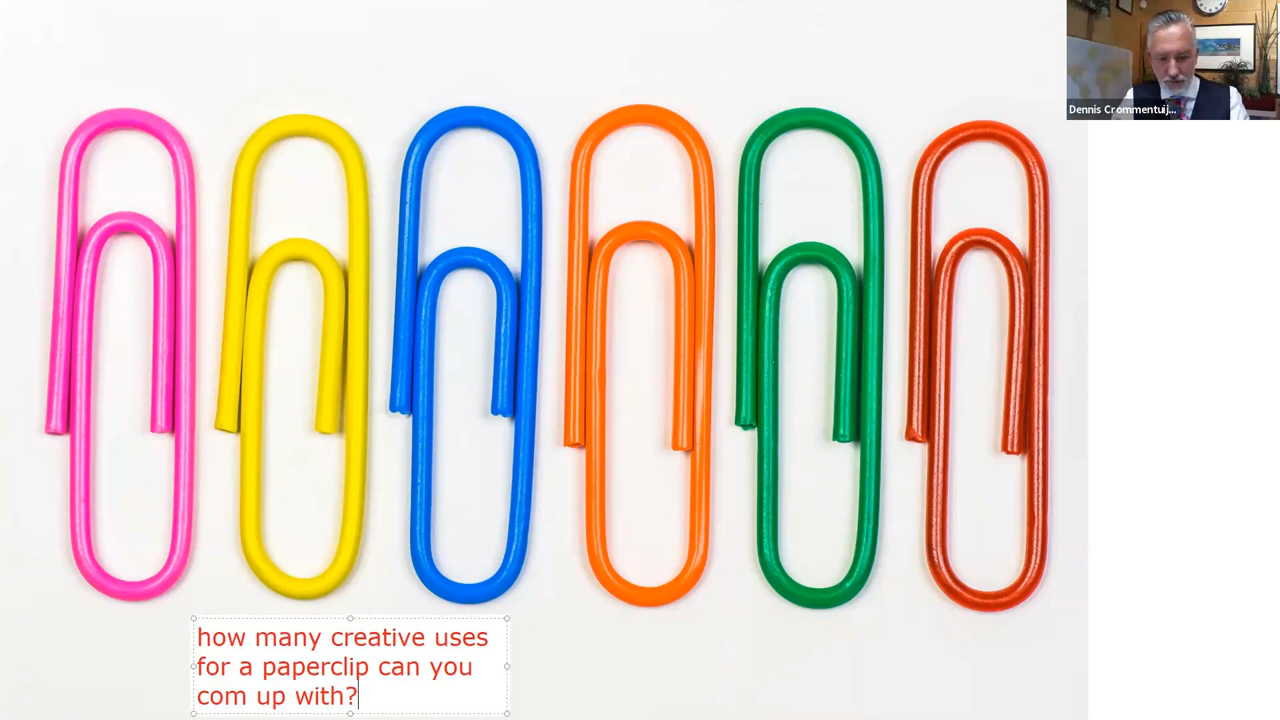 Dennis Crommentuij...
how many creative uses
for a paperclip can you
com up with?